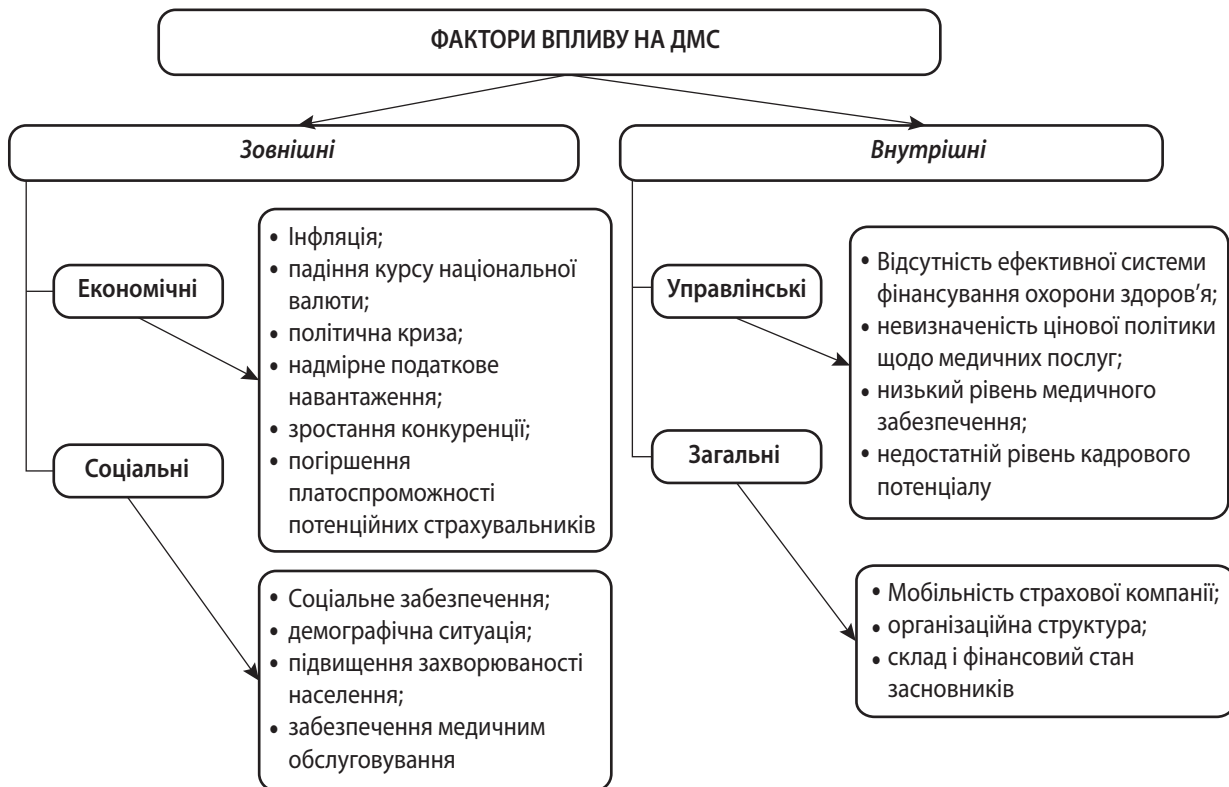 ФАКТОРИ ВПЛИВУ НА ДМС
Зовнішні
Економічні
• Інфляція;
• падіння курсу національної
валюти;
• політична криза;
• надмірне податкове
навантаження;
• зростання конкуренції;
• погіршення
платоспроможності
потенційних страхувальників
Соціальні
• Соціальне забезпечення;
• демографічна ситуація;
• підвищення захворюваності
населення;
• забезпечення медичним
обслуговування
Внутрішні
Управлінські
• Відсутність ефективної системи
фінансування охорони здоров’я;
• невизначеність цінової політики
щодо медичних послуг;
• низький рівень медичного
забезпечення;
• недостатній рівень кадрового
потенціалу
Загальні
• Мобільність страхової компанії;
• організаційна структура;
• склад і фінансовий стан
засновників